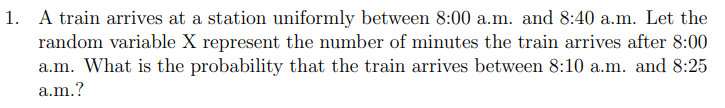 1. A train arrives at a station uniformly between 8:00 a.m. and 8:40 a.m. Let the
random variable X represent the number of minutes the train arrives after 8:00
a.m. What is the probability that the train arrives between 8:10 a.m. and 8:25
a.m.?